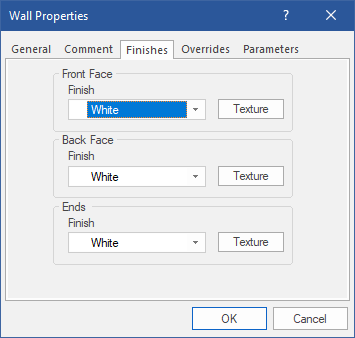 Wall Properties ?
General Comment Finishes Overrides Parameters
Front Face
Finish
White Texture
Back Face
Finish
White Texture
Ends
Finish
White Texture
OK Cancel